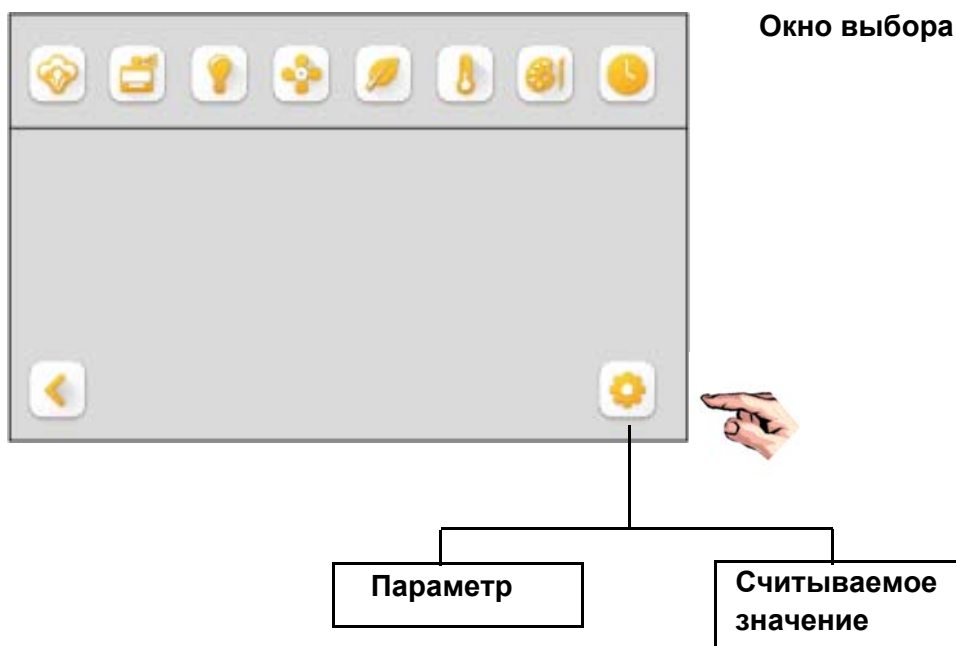 Окно выбора
Параметр
Считываемое
значение